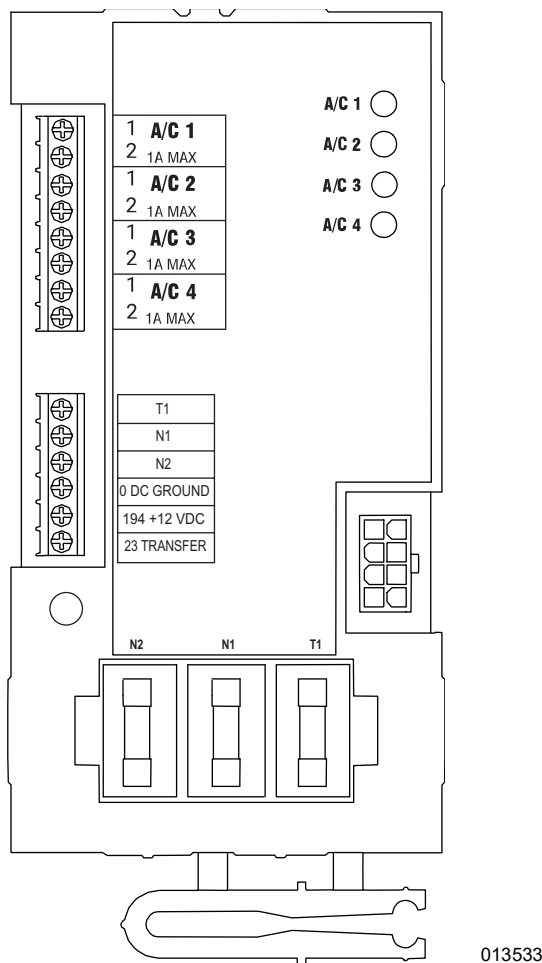 A/C 1
A/C 2
A/C 3
A/C 4
1 A/C 1
2 1A MAX
1 A/C 2
2 1A MAX
1 A/C 3
2 1A MAX
1 A/C 4
2 1A MAX
T1
N1
N2
0 DC GROUND
194 +12 VDC
23 TRANSFER
N2 N1 T1
013533